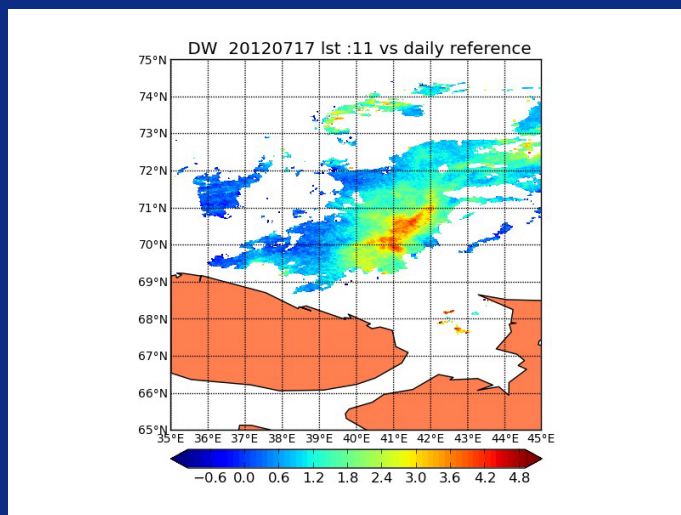 DW 20120717 lst :11 vs daily reference
75°N
74°N
73°N
72°N
71°N
70°N
69°N
68°N
67°N
66°N
65°N
35°E 36°E 37°E 38°E 39°E 40°E 41°E 42°E 43°E 44°E 45°E
−0.6 0.0 0.6 1.2 1.8 2.4 3.0 3.6 4.2 4.8